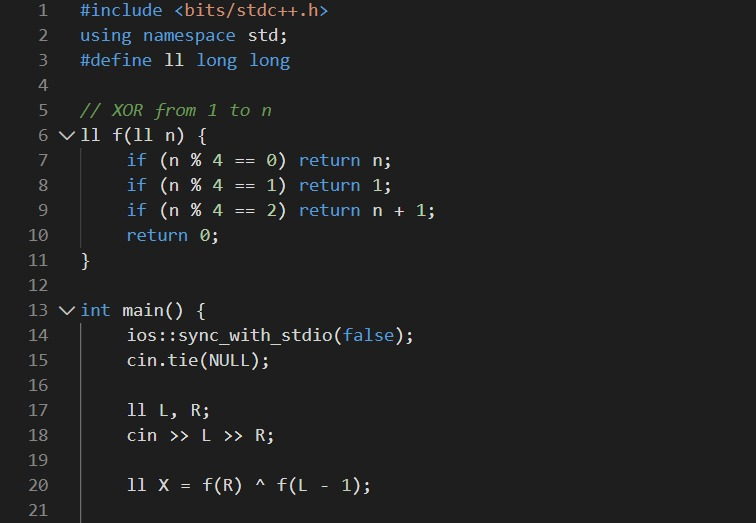 1 #include <bits/stdc++.h>
2 using namespace std;
3 #define ll long long
4
5 // XOR from 1 to n
6 ll f(ll n) {
7     if (n % 4 == 0) return n;
8     if (n % 4 == 1) return 1;
9     if (n % 4 == 2) return n + 1;
10     return 0;
11 }
12
13 int main() {
14     ios::sync_with_stdio(false);
15     cin.tie(NULL);
16
17     ll L, R;
18     cin >> L >> R;
19
20     ll X = f(R) ^ f(L - 1);
21